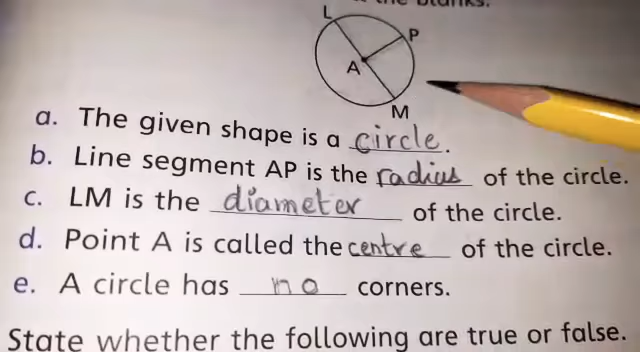 blanks.
L
P
A
M
a. The given shape is a circle.
b. Line segment AP is the radius of the circle.
c. LM is the diameter of the circle.
d. Point A is called the centre of the circle.
e. A circle has no corners.
State whether the following are true or false.